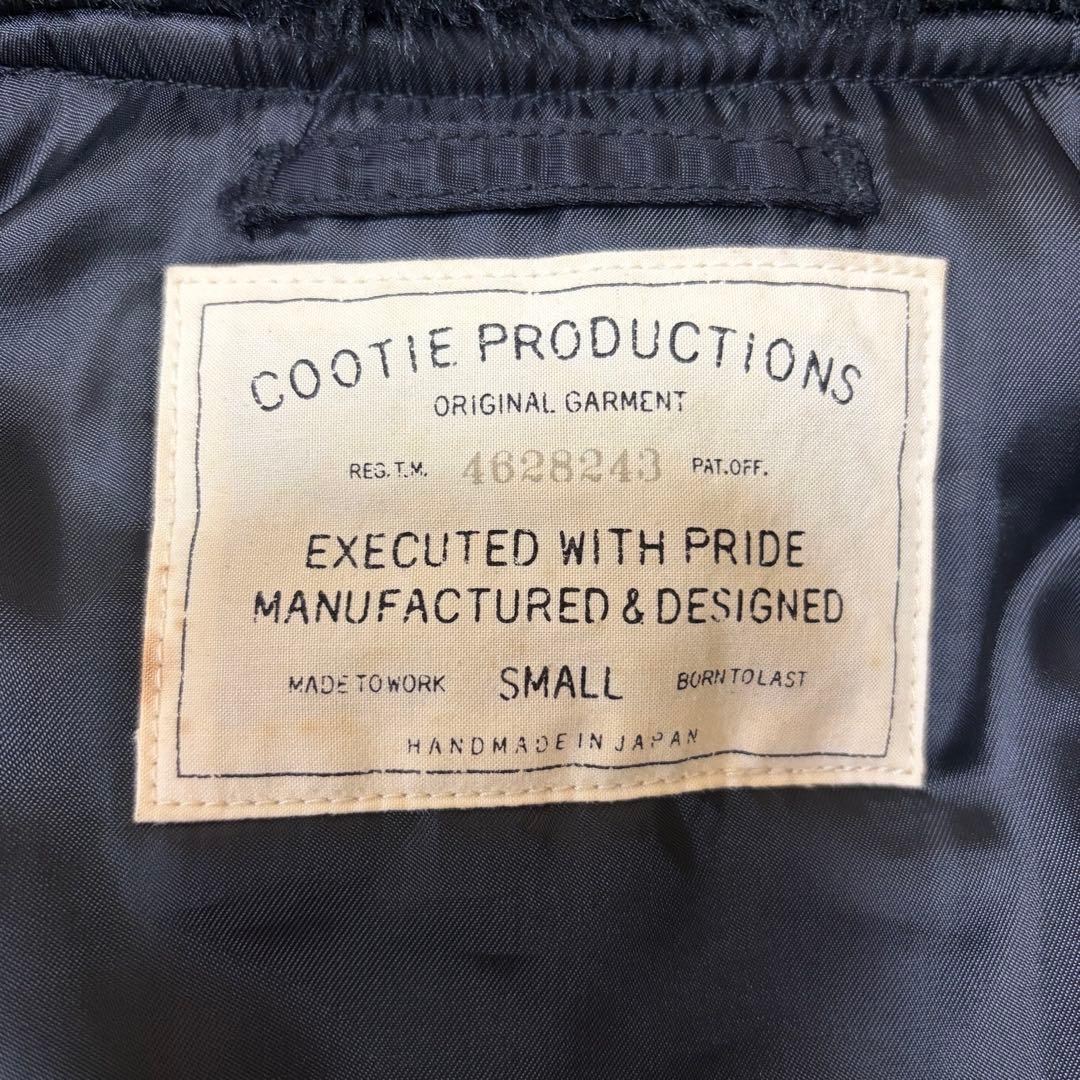 COOTIE PRODUCTiONS
ORIGINAL GARMENT
REG.T.M. 4628243 PAT.OFF.
EXECUTED WITH PRIDE
MANUFACTURED & DESIGNED
MADE TO WORK SMALL BORN TO LAST
HANDMADE IN JAPAN